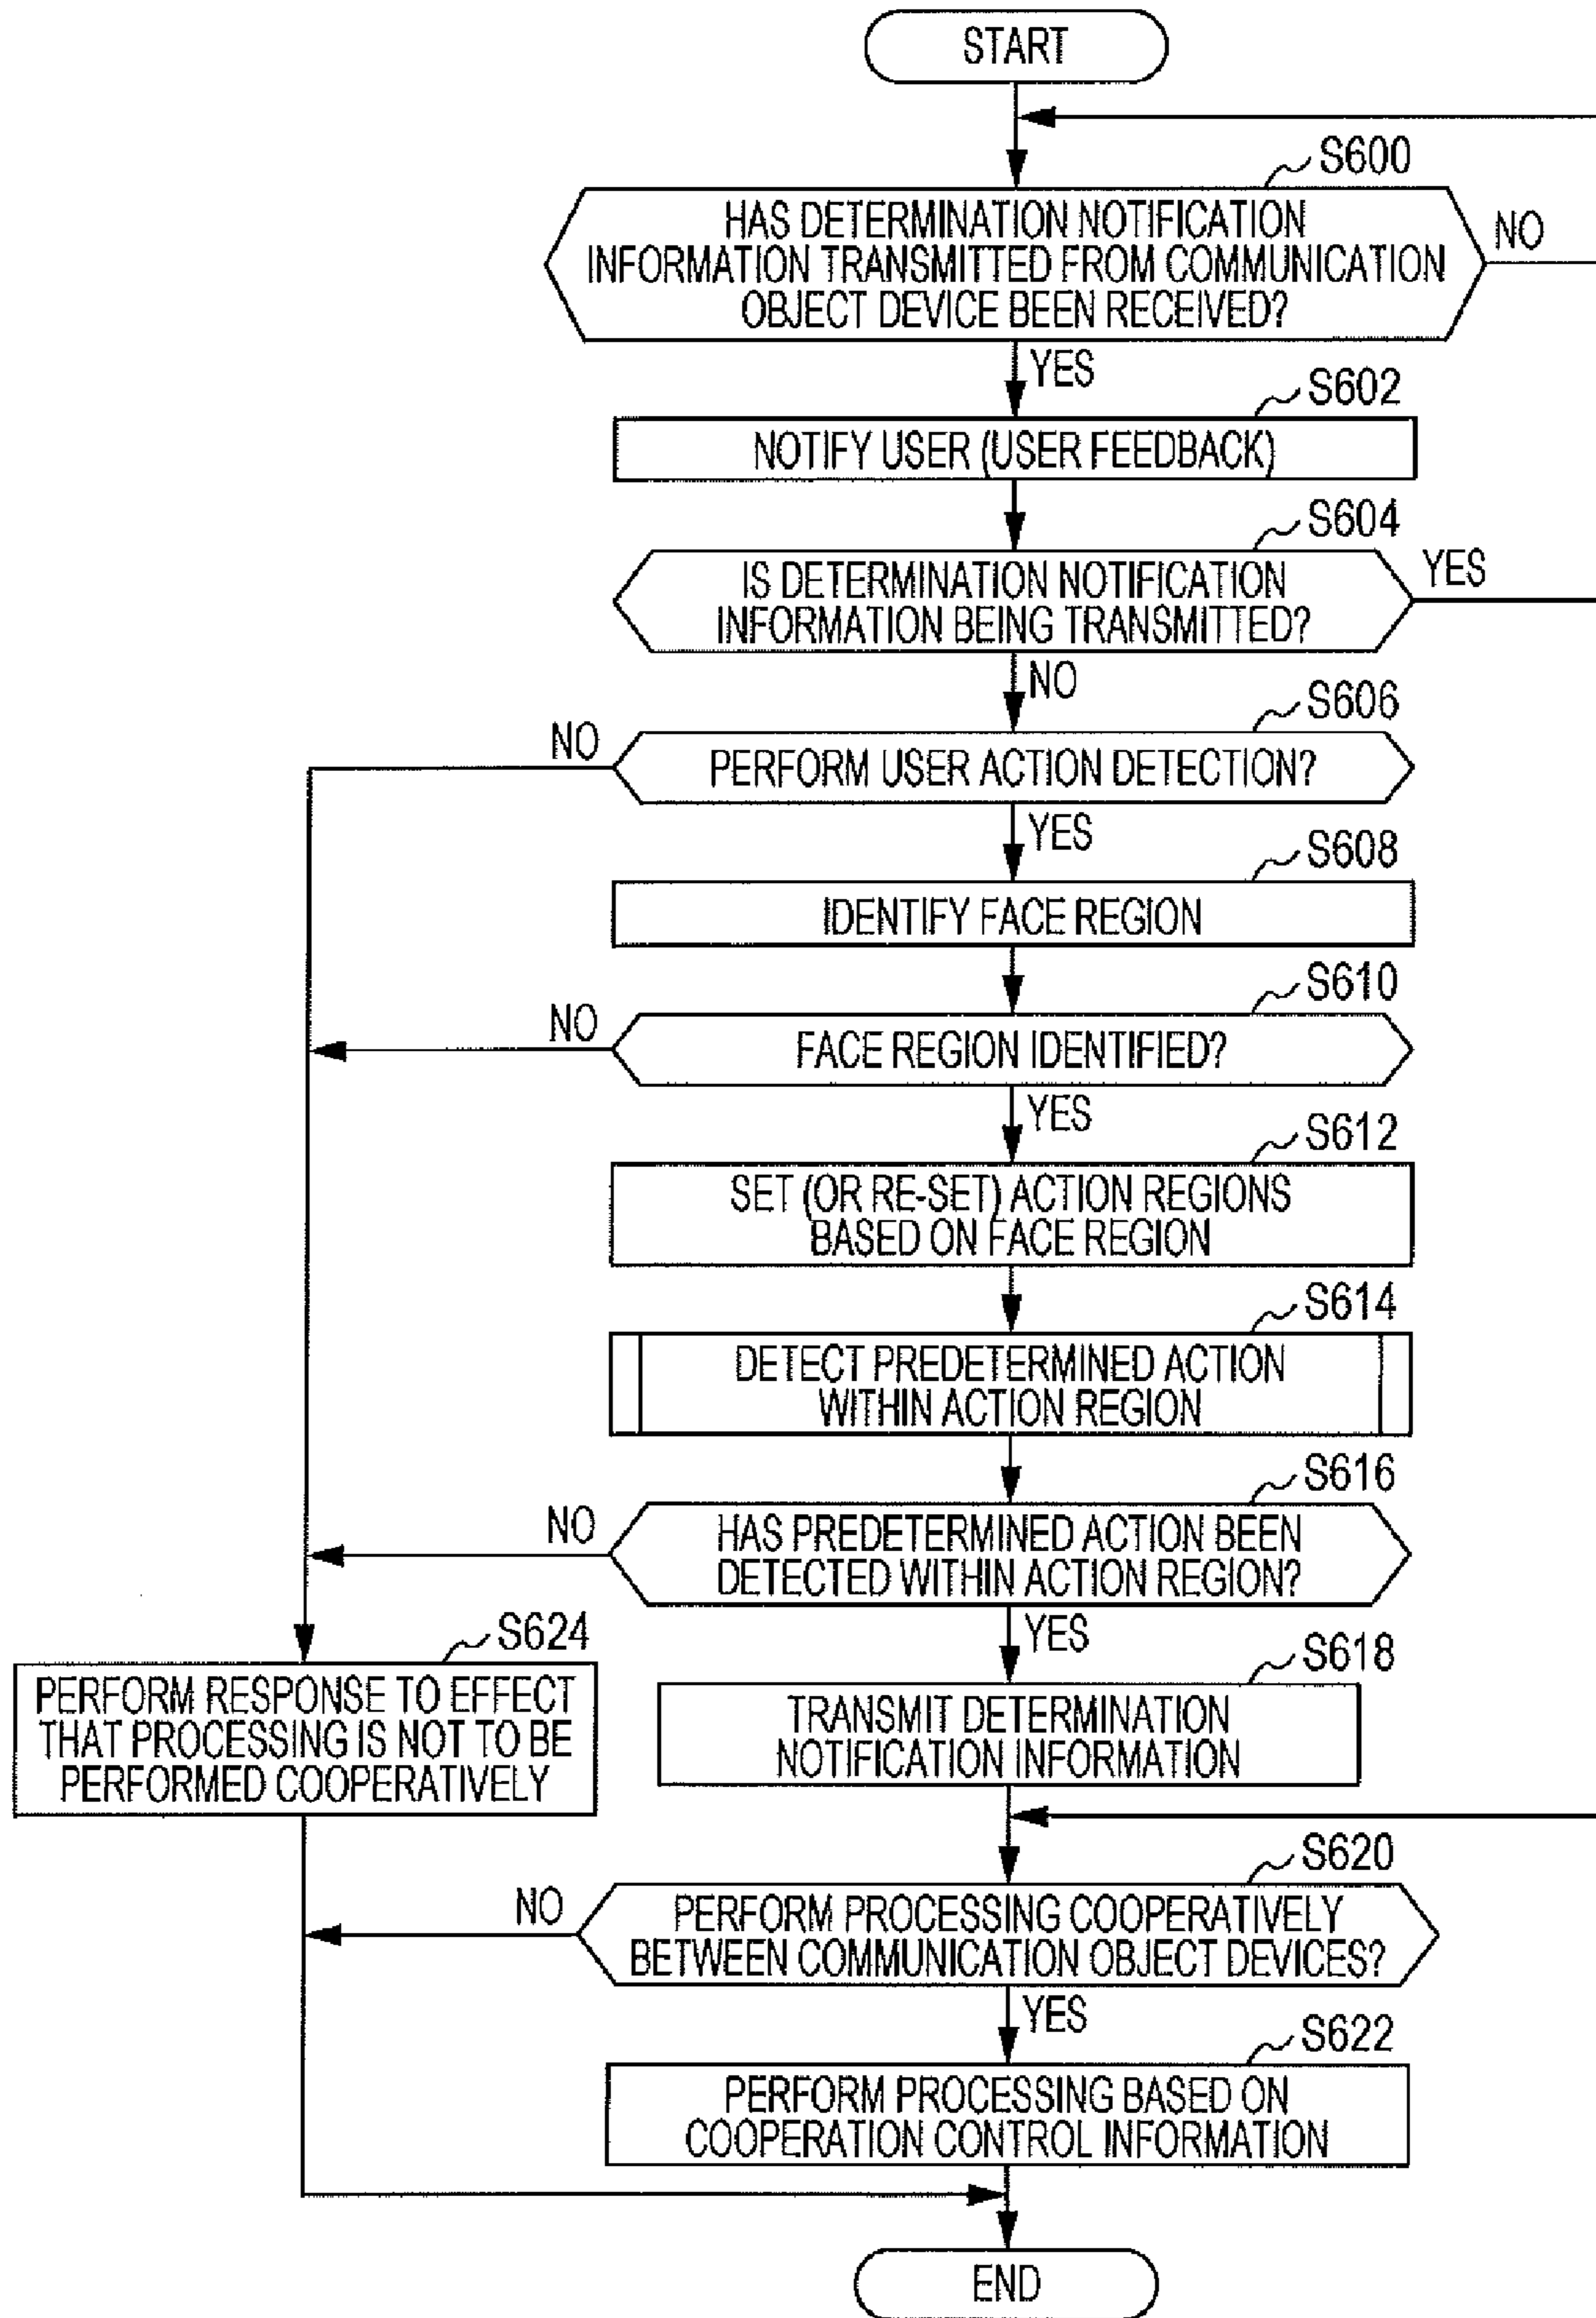 START
S600
HAS DETERMINATION NOTIFICATION
INFORMATION TRANSMITTED FROM COMMUNICATION
OBJECT DEVICE BEEN RECEIVED?
NO
YES
S602
NOTIFY USER (USER FEEDBACK)
S604
IS DETERMINATION NOTIFICATION
INFORMATION BEING TRANSMITTED?
YES
NO
S606
NO
PERFORM USER ACTION DETECTION?
YES
S608
IDENTIFY FACE REGION
S610
NO
FACE REGION IDENTIFIED?
YES
S612
SET (OR RE-SET) ACTION REGIONS
BASED ON FACE REGION
S614
DETECT PREDETERMINED ACTION
WITHIN ACTION REGION
S616
NO
HAS PREDETERMINED ACTION BEEN
DETECTED WITHIN ACTION REGION?
YES
S624
PERFORM RESPONSE TO EFFECT
THAT PROCESSING IS NOT TO BE
PERFORMED COOPERATIVELY
S618
TRANSMIT DETERMINATION
NOTIFICATION INFORMATION
S620
NO
PERFORM PROCESSING COOPERATIVELY
BETWEEN COMMUNICATION OBJECT DEVICES?
YES
S622
PERFORM PROCESSING BASED ON
COOPERATION CONTROL INFORMATION
END